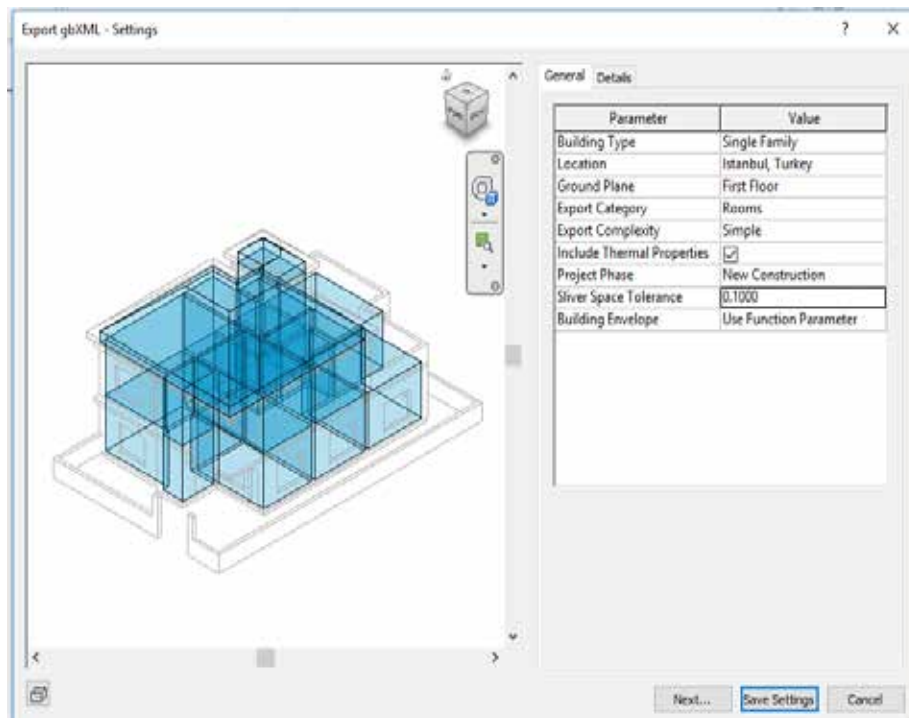 Export gbXML - Settings
General Details
Parameter Value
Building Type Single Family
Location Istanbul, Turkey
Ground Plane First Floor
Export Category Rooms
Export Complexity Simple
Include Thermal Properties
Project Phase New Construction
Sliver Space Tolerance 0.1000
Building Envelope Use Function Parameter
Next... Save Settings Cancel